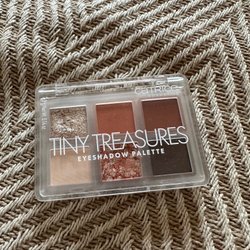 CATRICE
TINY TREASURES
EYESHADOW PALETTE